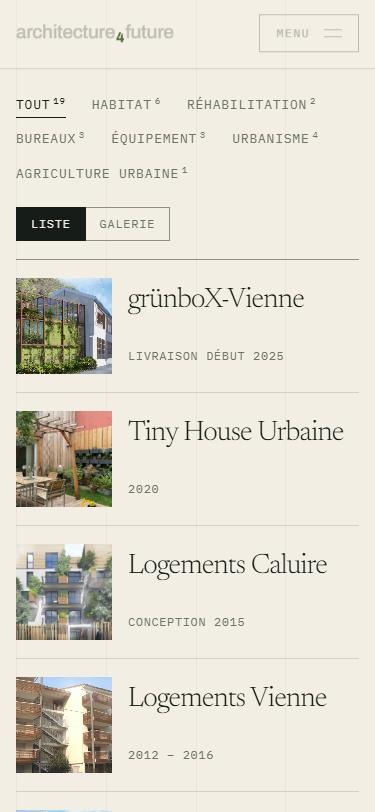 architecture4future
MENU
TOUT 19 HABITAT 6 RÉHABILITATION 2
BUREAUX 3 ÉQUIPEMENT 3 URBANISME 4
AGRICULTURE URBAINE 1
LISTE GALERIE
grünboX-Vienne
LIVRAISON DÉBUT 2025
Tiny House Urbaine
2020
Logements Caluire
CONCEPTION 2015
Logements Vienne
2012 – 2016